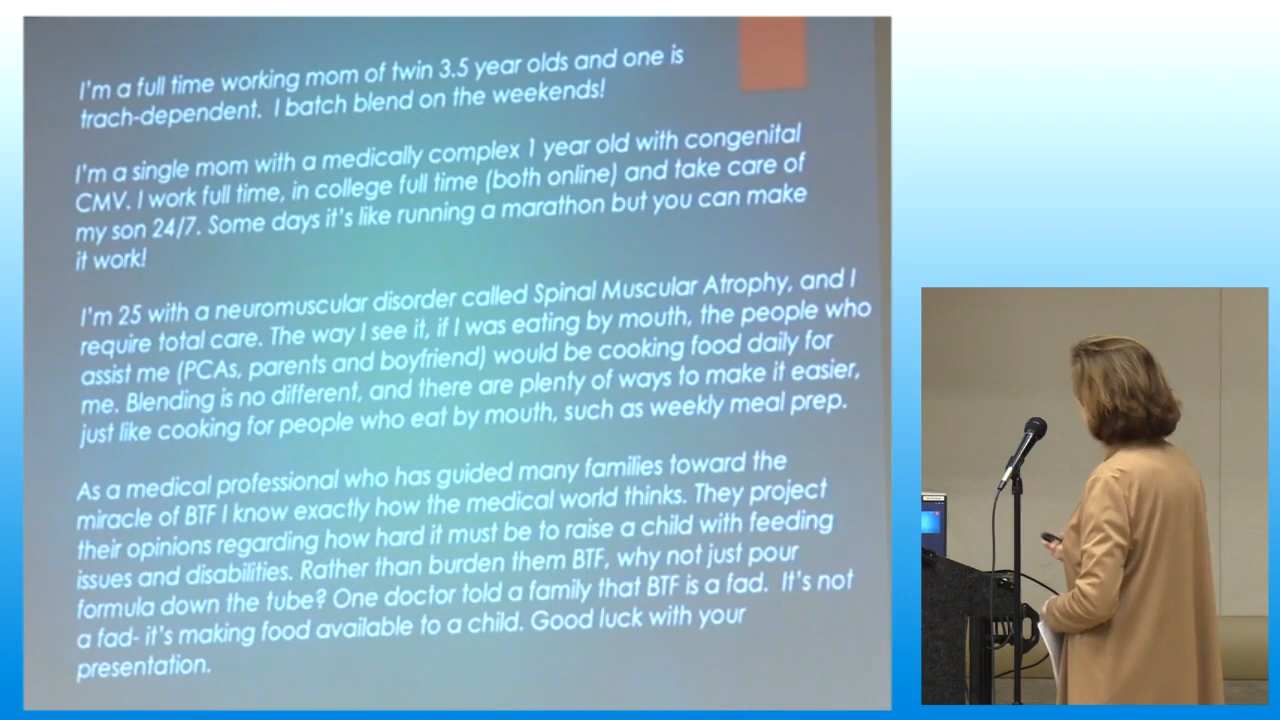 I'm a full time working mom of twin 3.5 year olds and one is
trach-dependent.  I batch blend on the weekends!
I'm a single mom with a medically complex 1 year old with congenital
CMV. I work full time, in college full time (both online) and take care of
my son 24/7. Some days it's like running a marathon but you can make
it work!
I'm 25 with a neuromuscular disorder called Spinal Muscular Atrophy, and I
require total care. The way I see it, if I was eating by mouth, the people who
assist me (PCAs, parents and boyfriend) would be cooking food daily for
me. Blending is no different, and there are plenty of ways to make it easier,
just like cooking for people who eat by mouth, such as weekly meal prep.
As a medical professional who has guided many families toward the
miracle of BTF I know exactly how the medical world thinks. They project
their opinions regarding how hard it must be to raise a child with feeding
issues and disabilities. Rather than burden them BTF, why not just pour
formula down the tube? One doctor told a family that BTF is a fad.  It's not
a fad- it's making food available to a child. Good luck with your
presentation.